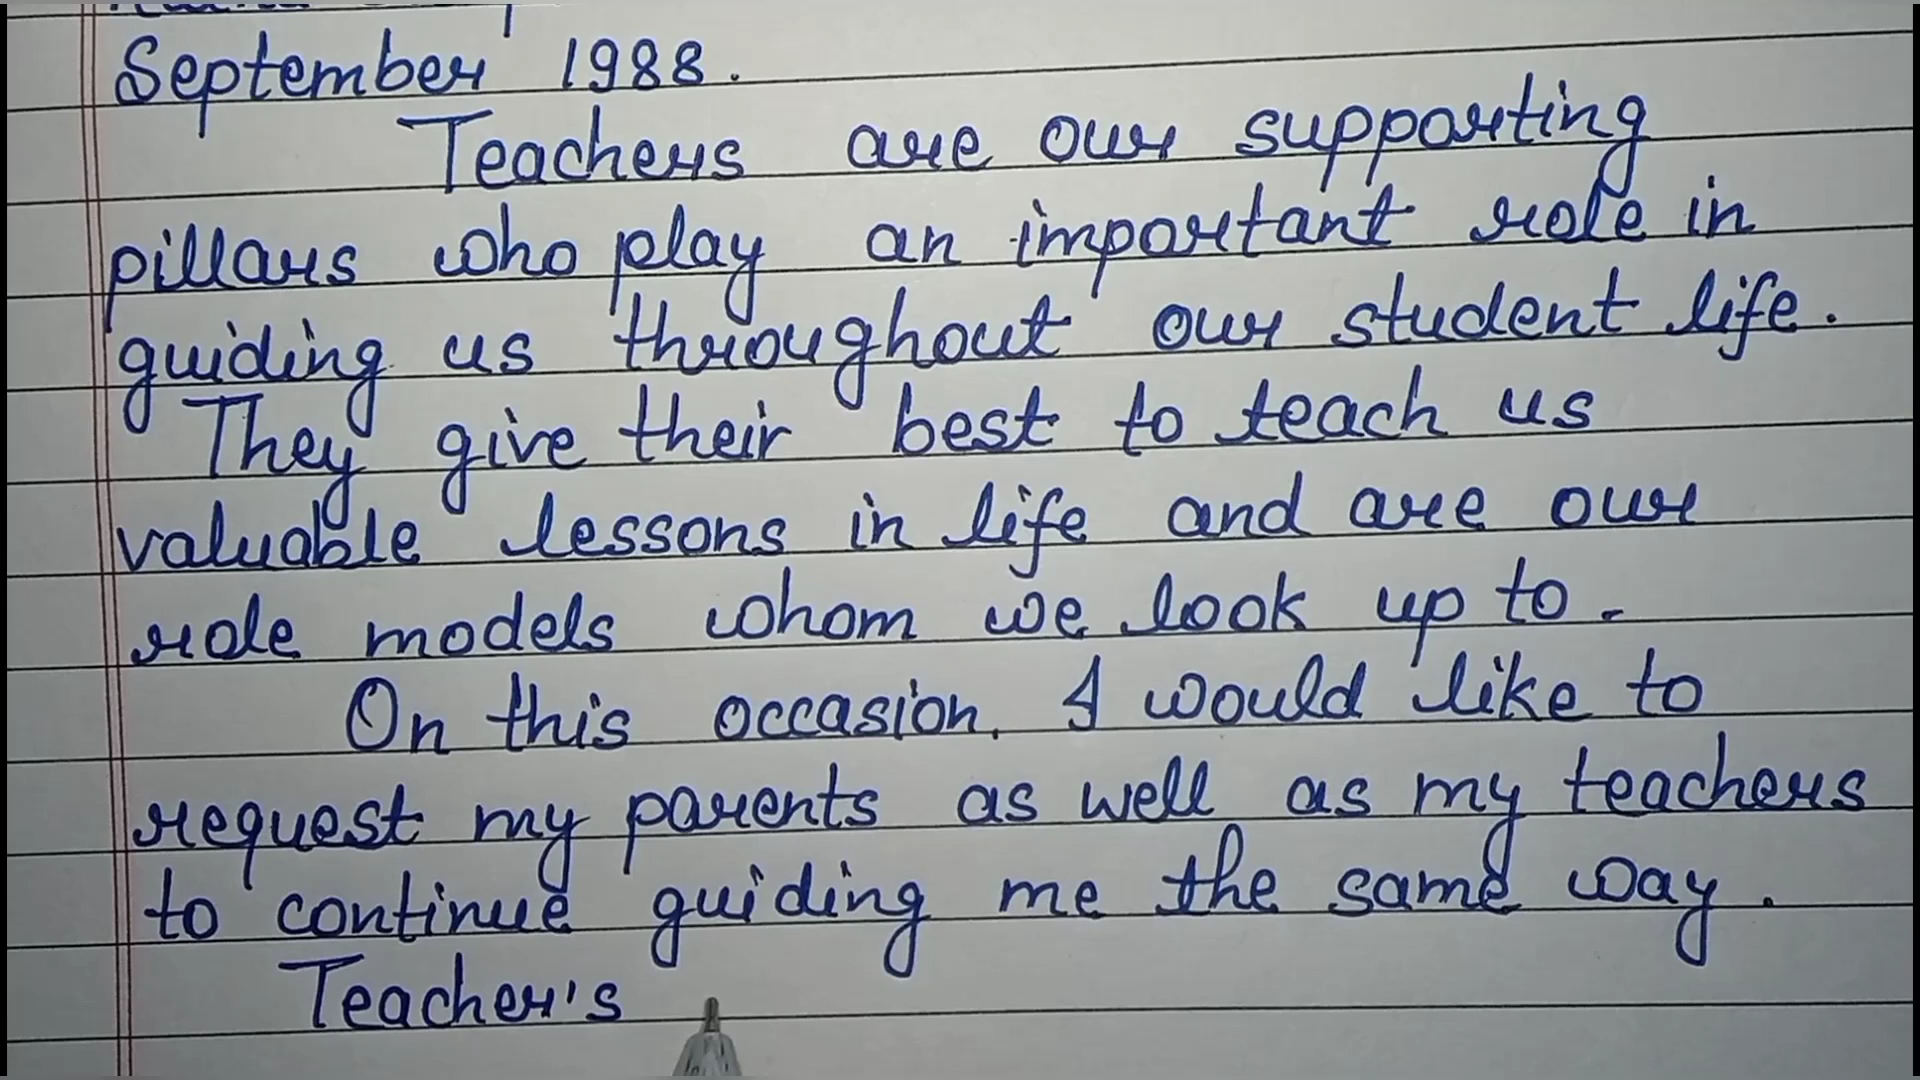 September 1988.
Teachers are our supporting
pillars who play an important role in
guiding us throughout our student life.
They give their best to teach us
valuable lessons in life and are our
role models whom we look up to.
On this occasion, I would like to
request my parents as well as my teachers
to continue guiding me the same way.
Teacher's